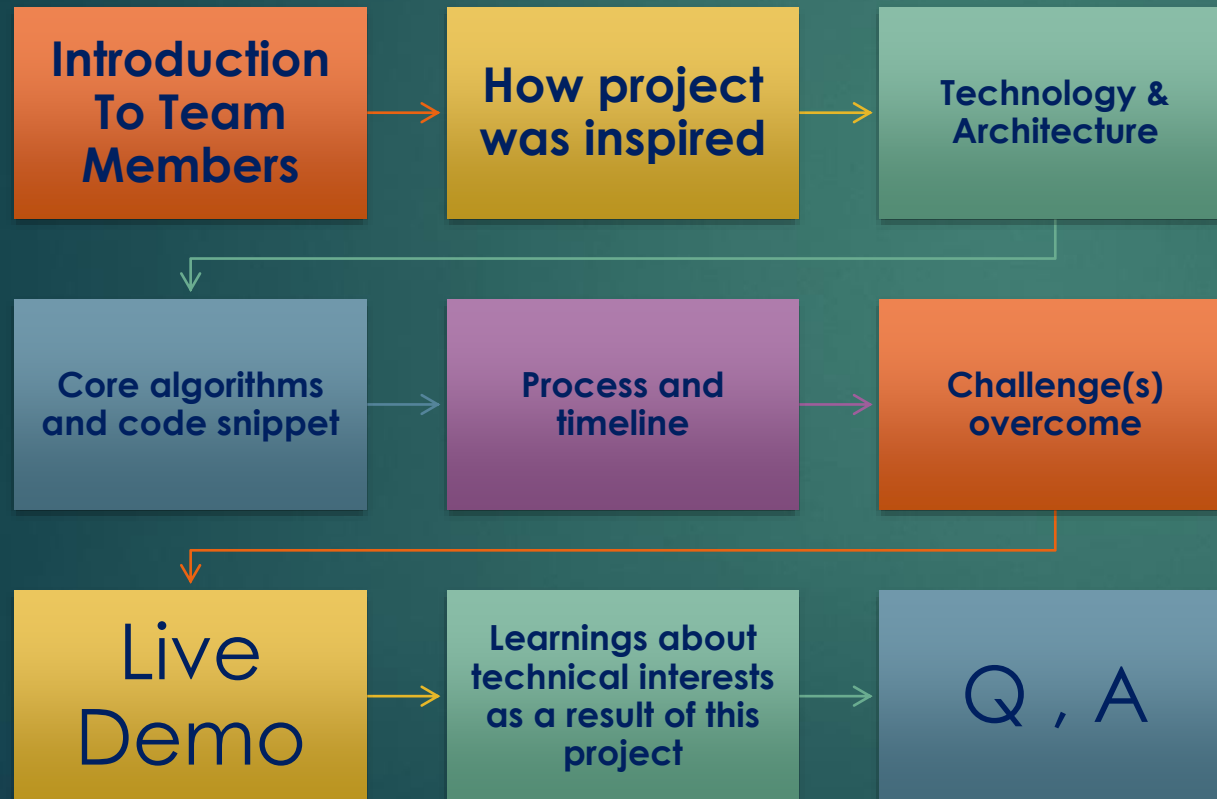 Introduction
To Team
Members
How project
was inspired
Technology &
Architecture
Core algorithms
and code snippet
Process and
timeline
Challenge(s)
overcome
Live
Demo
Learnings about
technical interests
as a result of this
project
Q , A